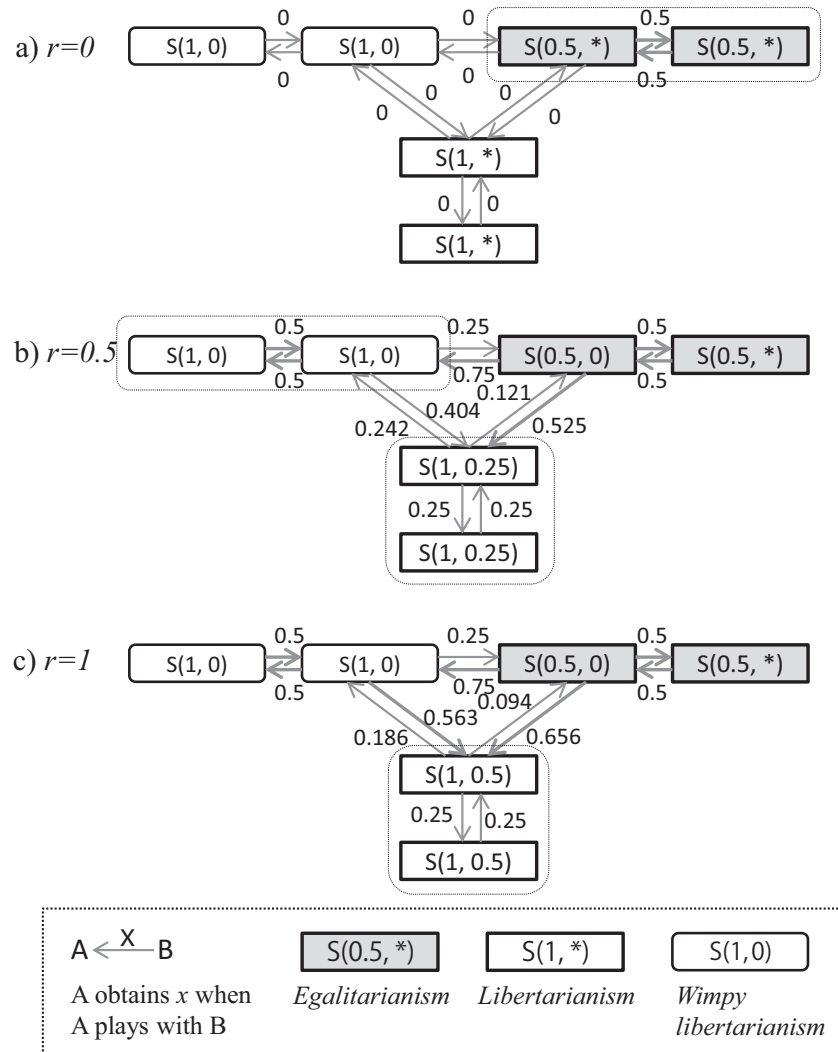 a) r=0
0
0
0.5
S(1, 0)
S(1, 0)
S(0.5, *)
S(0.5, *)
0
0
0.5
0
0
0
0
S(1, *)
0
0
S(1, *)
b) r=0.5
0.5
0.25
0.5
S(1, 0)
S(1, 0)
S(0.5, 0)
S(0.5, *)
0.5
0.75
0.5
0.121
0.404
0.242
0.525
S(1, 0.25)
0.25
0.25
S(1, 0.25)
c) r=1
0.5
0.25
0.5
S(1, 0)
S(1, 0)
S(0.5, 0)
S(0.5, *)
0.5
0.75
0.5
0.094
0.563
0.186
0.656
S(1, 0.5)
0.25
0.25
S(1, 0.5)
A X B
S(0.5, *)
S(1, *)
S(1,0)
A obtains x when
A plays with B
Egalitarianism
Libertarianism
Wimpy
libertarianism